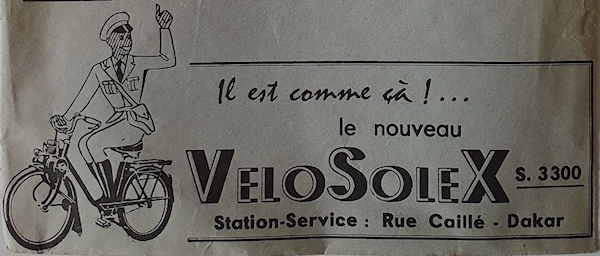 Il est comme çà !...
le nouveau
VELOSOLEX S. 3300
Station-Service : Rue Caillé - Dakar